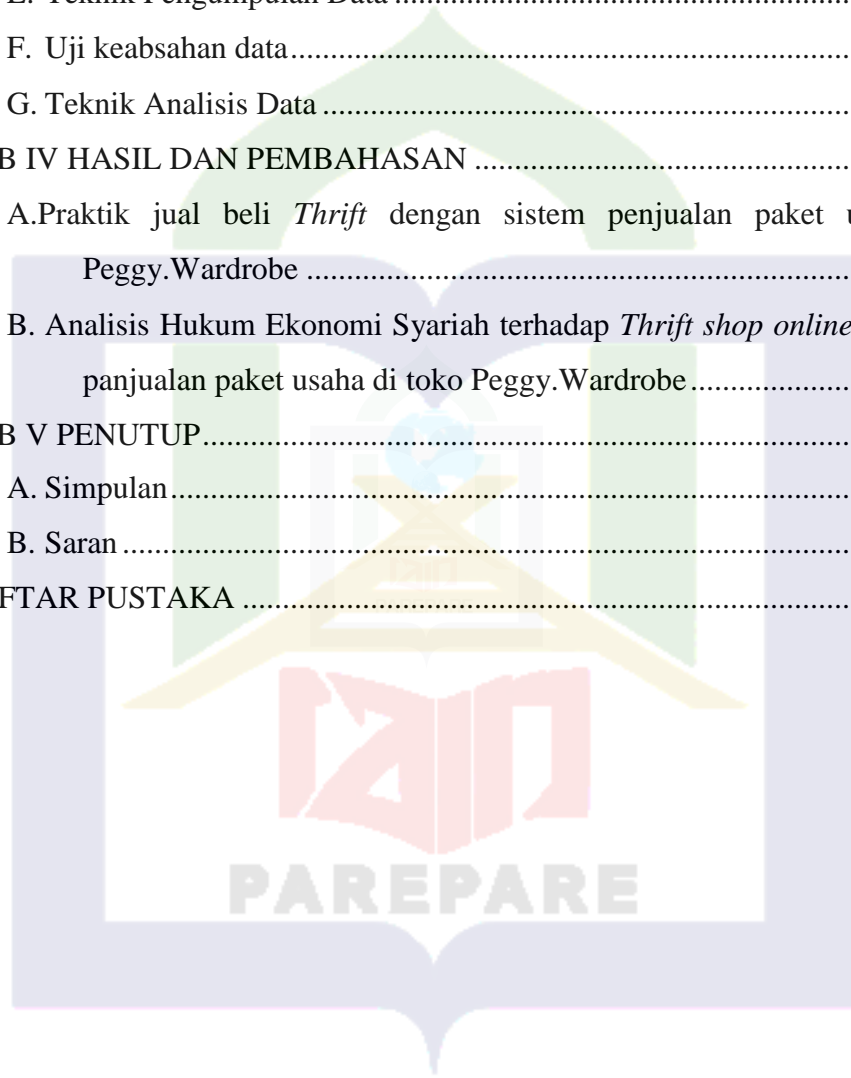 E. Teknik Pengumpulan Data ........................................................................
F. Uji keabsahan data.......................................................................................
G. Teknik Analisis Data ..................................................................................
B IV HASIL DAN PEMBAHASAN ..........................................................
A.Praktik jual beli Thrift dengan sistem penjualan paket u
Peggy.Wardrobe ....................................................................................
B. Analisis Hukum Ekonomi Syariah terhadap Thrift shop online
panjualan paket usaha di toko Peggy.Wardrobe.........................
B V PENUTUP....................................................................................................
A. Simpulan.........................................................................................................
B. Saran ................................................................................................................
FTAR PUSTAKA ..............................................................................................
iain
PAREPARE